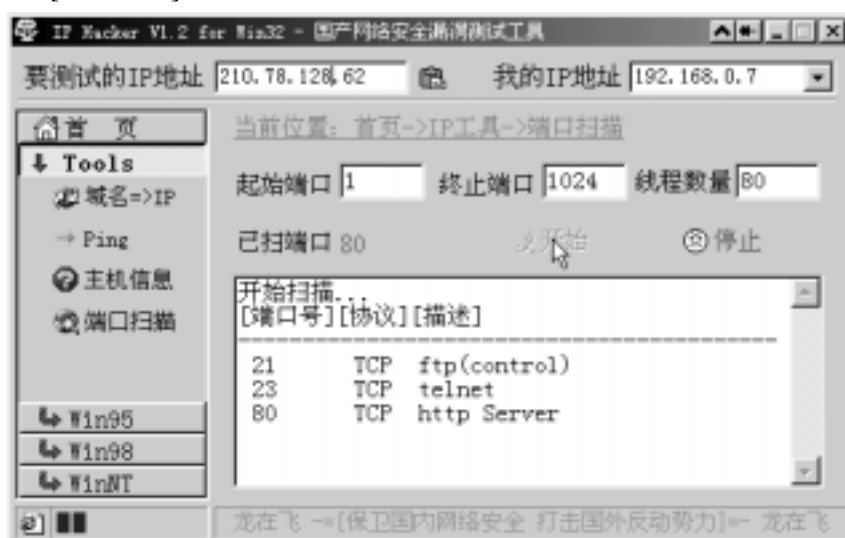 IP Hacker V1.2 for Win32 - 国产网络安全漏洞测试工具
要测试的IP地址 210.78.128.62 我的IP地址 192.168.0.7
首 页
Tools
域名=>IP
→ Ping
主机信息
端口扫描
Win95
Win98
WinNT
当前位置: 首页->IP工具->端口扫描
起始端口 1 终止端口 1024 线程数量 80
已扫端口 80 开始 停止
开始扫描...
[端口号][协议][描述]
21 TCP ftp(control)
23 TCP telnet
80 TCP http Server
龙在飞 -=[保卫国内网络安全 打击国外反动势力]=- 龙在飞